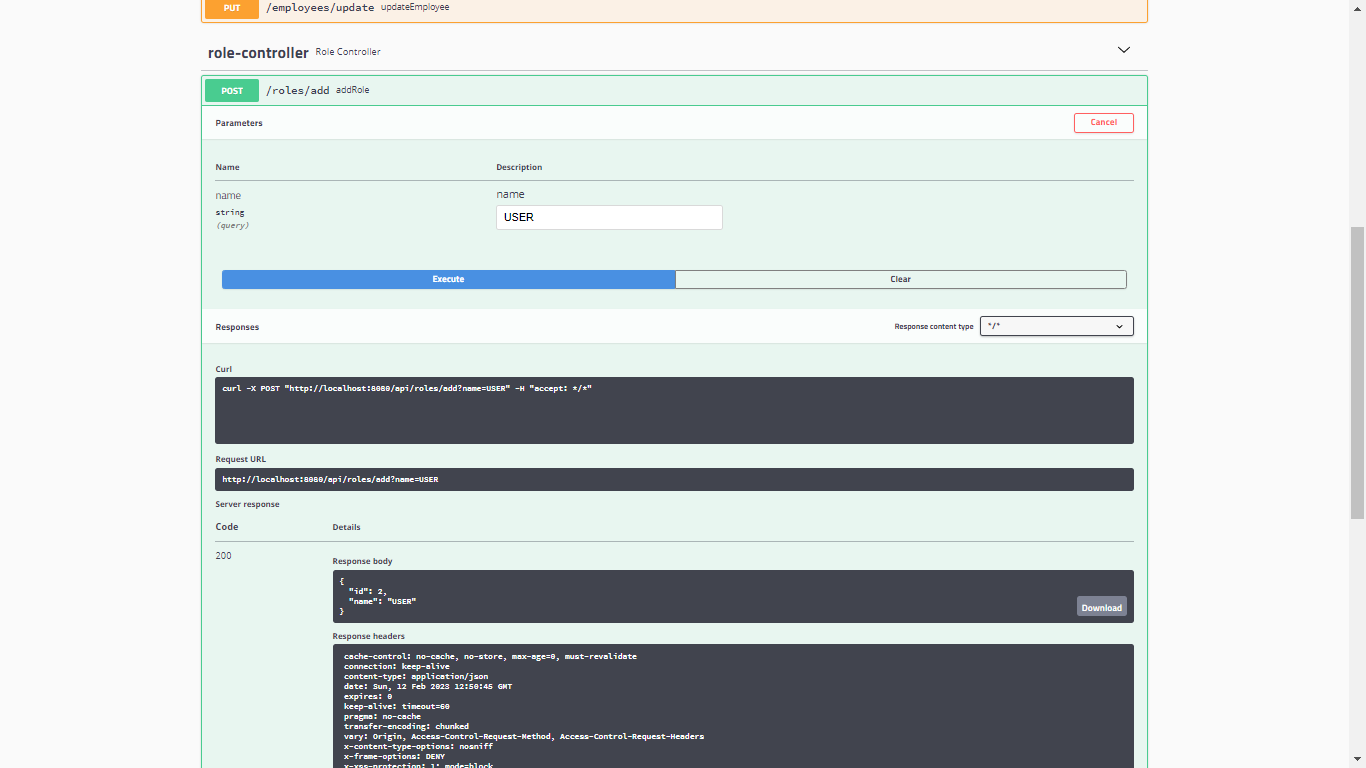 PUT /employees/update updateEmployee
role-controller Role Controller
POST /roles/add addRole
Parameters Cancel
Name Description
name name
string USER
(query)
Execute Clear
Responses Response content type */*
Curl
curl -X POST "http://localhost:8080/api/roles/add?name=USER" -H "accept: */*"
Request URL
http://localhost:8080/api/roles/add?name=USER
Server response
Code Details
200
Response body
{
"id": 2,
"name": "USER"
}
Download
Response headers
cache-control: no-cache, no-store, max-age=0, must-revalidate
connection: keep-alive
content-type: application/json
date: Sun, 12 Feb 2023 12:50:45 GMT
expires: 0
keep-alive: timeout=60
pragma: no-cache
transfer-encoding: chunked
vary: Origin, Access-Control-Request-Method, Access-Control-Request-Headers
x-content-type-options: nosniff
x-frame-options: DENY
x-xss-protection: 1; mode=block